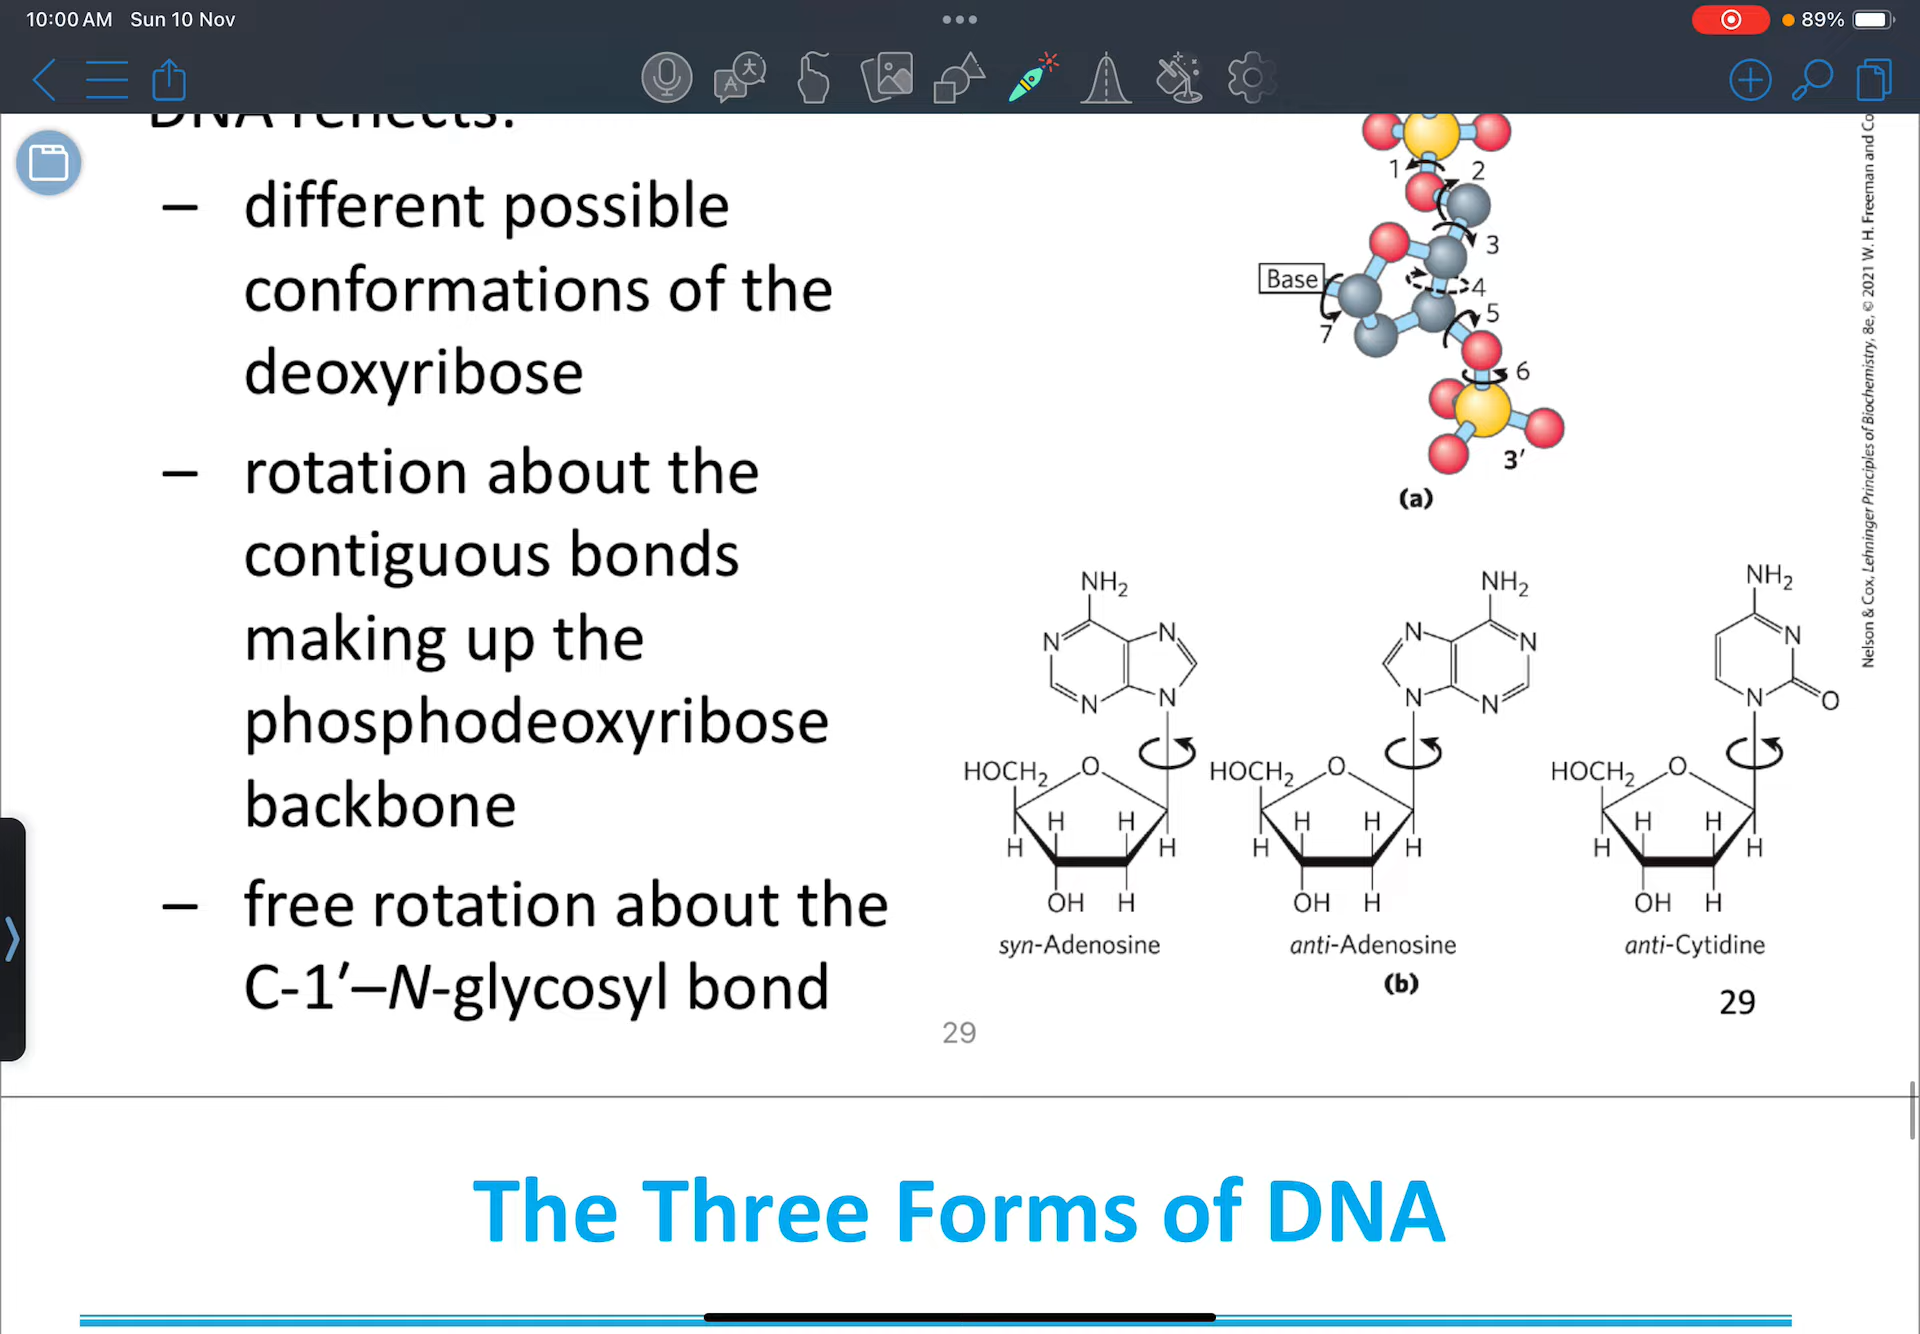 10:00 AM Sun 10 Nov
89%
DNA reflects:
– different possible
conformations of the
deoxyribose
– rotation about the
contiguous bonds
making up the
phosphodeoxyribose
backbone
– free rotation about the
C-1′–N-glycosyl bond
1
2
3
Base
4
5
7
6
3′
(a)
Nelson & Cox, Lehninger Principles of Biochemistry, 8e, © 2021 W. H. Freeman and Co
NH2
N
N
N
N
HOCH2
O
H
H
H
H
OH
H
syn-Adenosine
NH2
N
N
N
N
HOCH2
O
H
H
H
H
OH
H
anti-Adenosine
NH2
N
N
O
HOCH2
O
H
H
H
H
OH
H
anti-Cytidine
(b)
29
29
The Three Forms of DNA